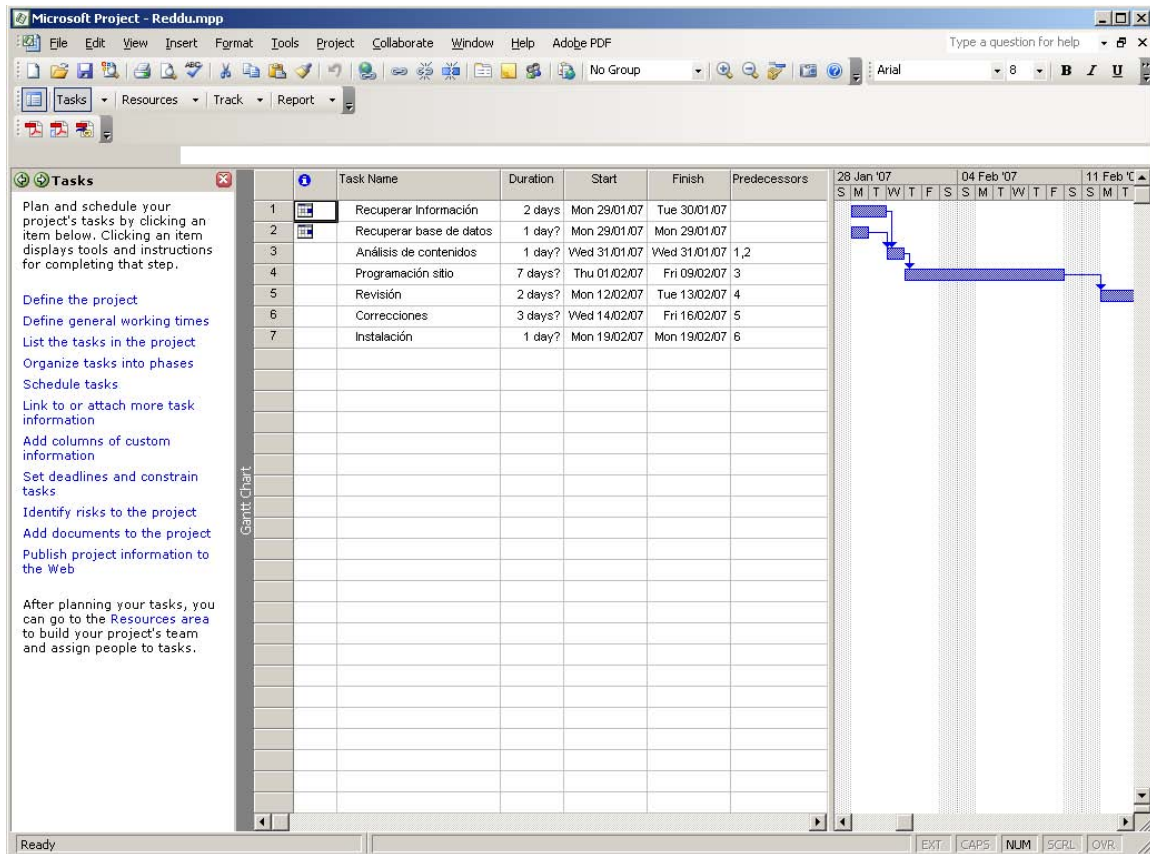 Microsoft Project - Reddu.mpp
File Edit View Insert Format Tools Project Collaborate Window Help Adobe PDF Type a question for help
No Group Arial 8 B I U
Tasks Resources Track Report
Tasks
Plan and schedule your
project's tasks by clicking an
item below. Clicking an item
displays tools and instructions
for completing that step.
Define the project
Define general working times
List the tasks in the project
Organize tasks into phases
Schedule tasks
Link to or attach more task
information
Add columns of custom
information
Set deadlines and constrain
tasks
Identify risks to the project
Add documents to the project
Publish project information to
the Web
After planning your tasks, you
can go to the Resources area
to build your project's team
and assign people to tasks.
Gantt Chart
Task Name Duration Start Finish Predecessors
1 Recuperar Información 2 days Mon 29/01/07 Tue 30/01/07
2 Recuperar base de datos 1 day? Mon 29/01/07 Mon 29/01/07
3 Análisis de contenidos 1 day? Wed 31/01/07 Wed 31/01/07 1,2
4 Programación sitio 7 days? Thu 01/02/07 Fri 09/02/07 3
5 Revisión 2 days? Mon 12/02/07 Tue 13/02/07 4
6 Correcciones 3 days? Wed 14/02/07 Fri 16/02/07 5
7 Instalación 1 day? Mon 19/02/07 Mon 19/02/07 6
28 Jan '07 04 Feb '07 11 Feb '0
S M T W T F S S M T W T F S S M T
Ready EXT CAPS NUM SCRL OVR